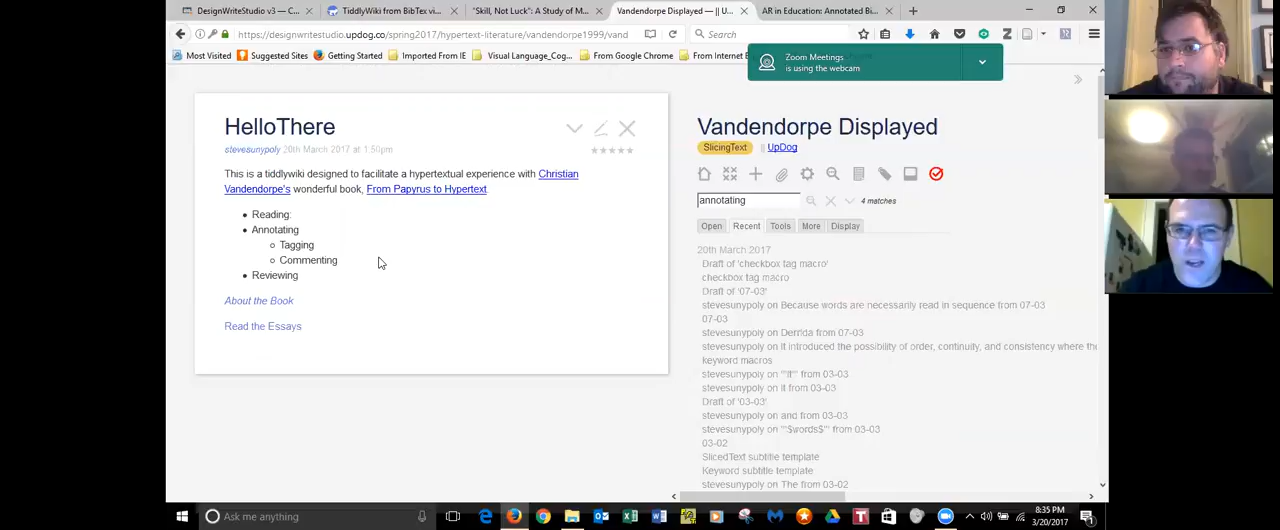 DesignWriteStudio v3 — C...
TiddlyWiki from BibTex vi...
"Skill, Not Luck": A Study of M...
Vandendorpe Displayed — || U...
AR in Education: Annotated Bi...
https://designwritestudio.updog.co/spring2017/hypertext-literature/vandendorpe1999/vand
Search
Most Visited
Suggested Sites
Getting Started
Imported From IE
Visual Language_Cog...
From Google Chrome
From Internet E
Zoom Meetings
is using the webcam
HelloThere
stevesunypoly 20th March 2017 at 1:50pm
This is a tiddlywiki designed to facilitate a hypertextual experience with Christian
Vandendorpe's wonderful book, From Papyrus to Hypertext.
Reading:
Annotating
Tagging
Commenting
Reviewing
About the Book
Read the Essays
Vandendorpe Displayed
SlicingText || UpDog
annotating
4 matches
Open Recent Tools More Display
20th March 2017
Draft of 'checkbox tag macro'
checkbox tag macro
Draft of '07-03'
stevesunypoly on Because words are necessarily read in sequence from 07-03
07-03
stevesunypoly on Derrida from 07-03
stevesunypoly on It introduced the possibility of order, continuity, and consistency where the
keyword macros
stevesunypoly on '"It"' from 03-03
stevesunypoly on It from 03-03
Draft of '03-03'
stevesunypoly on and from 03-03
stevesunypoly on '"$words$"' from 03-03
03-02
SlicedText subtitle template
Keyword subtitle template
stevesunypoly on The from 03-02
Ask me anything
8:35 PM
3/20/2017